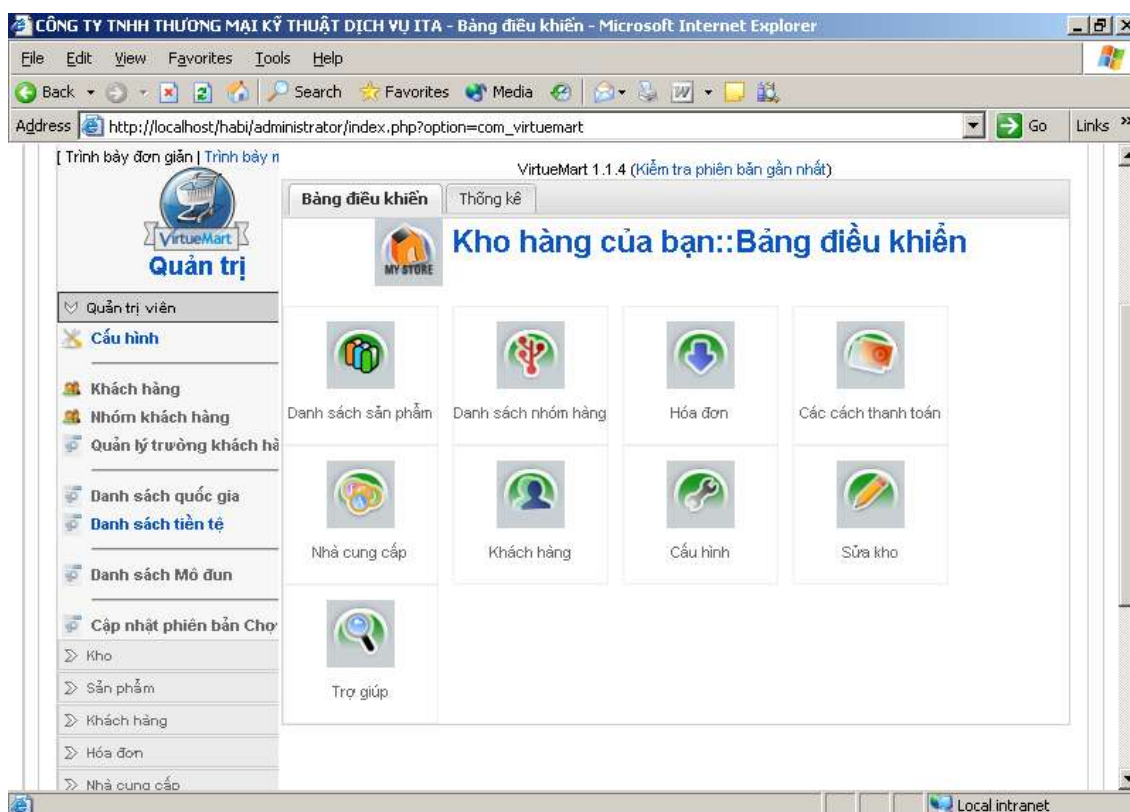 CÔNG TY TNHH THƯƠNG MẠI KỸ THUẬT DỊCH VỤ ITA - Bảng điều khiển - Microsoft Internet Explorer
File Edit View Favorites Tools Help
Back Search Favorites Media
Address http://localhost/habi/administrator/index.php?option=com_virtuemart Go Links
[ Trình bày đơn giản | Trình bày n
VirtueMart 1.1.4 (Kiểm tra phiên bản gần nhất)
VirtueMart
Quản trị
Bảng điều khiển Thống kê
MY STORE
Kho hàng của bạn::Bảng điều khiển
Quản trị viên
Cấu hình
Khách hàng
Nhóm khách hàng
Quản lý trường khách hà
Danh sách quốc gia
Danh sách tiền tệ
Danh sách Mô đun
Cập nhật phiên bản Chợ
Kho
Sản phẩm
Khách hàng
Hóa đơn
Nhà cung cấp
Danh sách sản phẩm Danh sách nhóm hàng Hóa đơn Các cách thanh toán
Nhà cung cấp Khách hàng Cấu hình Sửa kho
Trợ giúp
Local intranet